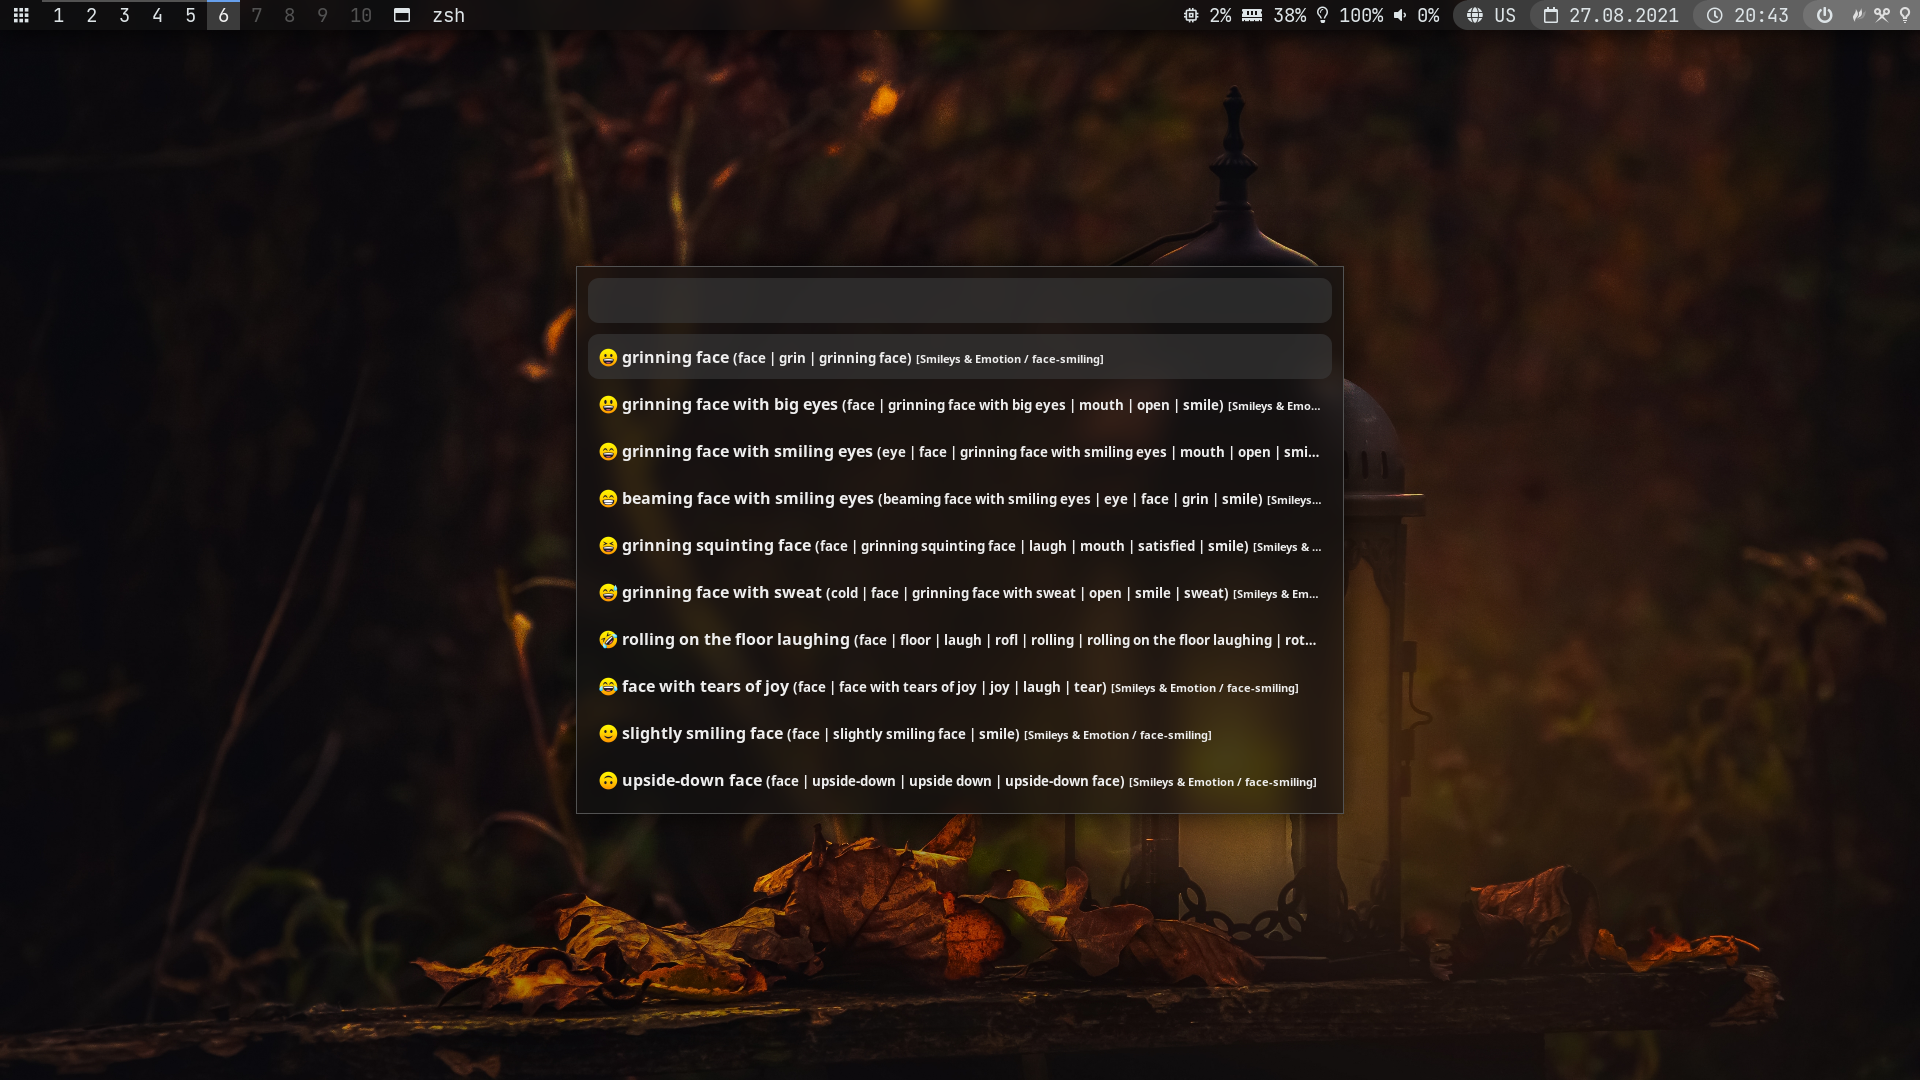 1 2 3 4 5 6 7 8 9 10 zsh 2% 38% 100% 0% US 27.08.2021 20:43
😀 grinning face (face | grin | grinning face) [Smileys & Emotion / face-smiling]
😃 grinning face with big eyes (face | grinning face with big eyes | mouth | open | smile) [Smileys & Emo...
😄 grinning face with smiling eyes (eye | face | grinning face with smiling eyes | mouth | open | smi...
😁 beaming face with smiling eyes (beaming face with smiling eyes | eye | face | grin | smile) [Smileys...
😆 grinning squinting face (face | grinning squinting face | laugh | mouth | satisfied | smile) [Smileys & ...
😅 grinning face with sweat (cold | face | grinning face with sweat | open | smile | sweat) [Smileys & Em...
🤣 rolling on the floor laughing (face | floor | laugh | rofl | rolling | rolling on the floor laughing | rot...
😂 face with tears of joy (face | face with tears of joy | joy | laugh | tear) [Smileys & Emotion / face-smiling]
🙂 slightly smiling face (face | slightly smiling face | smile) [Smileys & Emotion / face-smiling]
🙃 upside-down face (face | upside-down | upside down | upside-down face) [Smileys & Emotion / face-smiling]